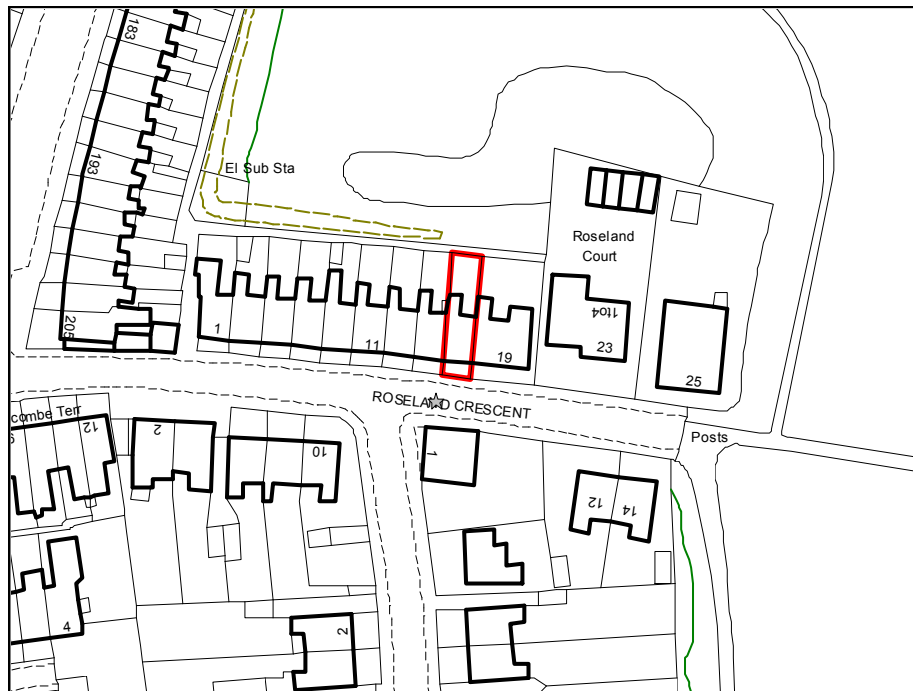 183
193
El Sub Sta
Roseland
Court
1to4
205
1
11
19
23
25
ROSELAND CRESCENT
combe Terr
12
2
10
1
Posts
12
14
4
2